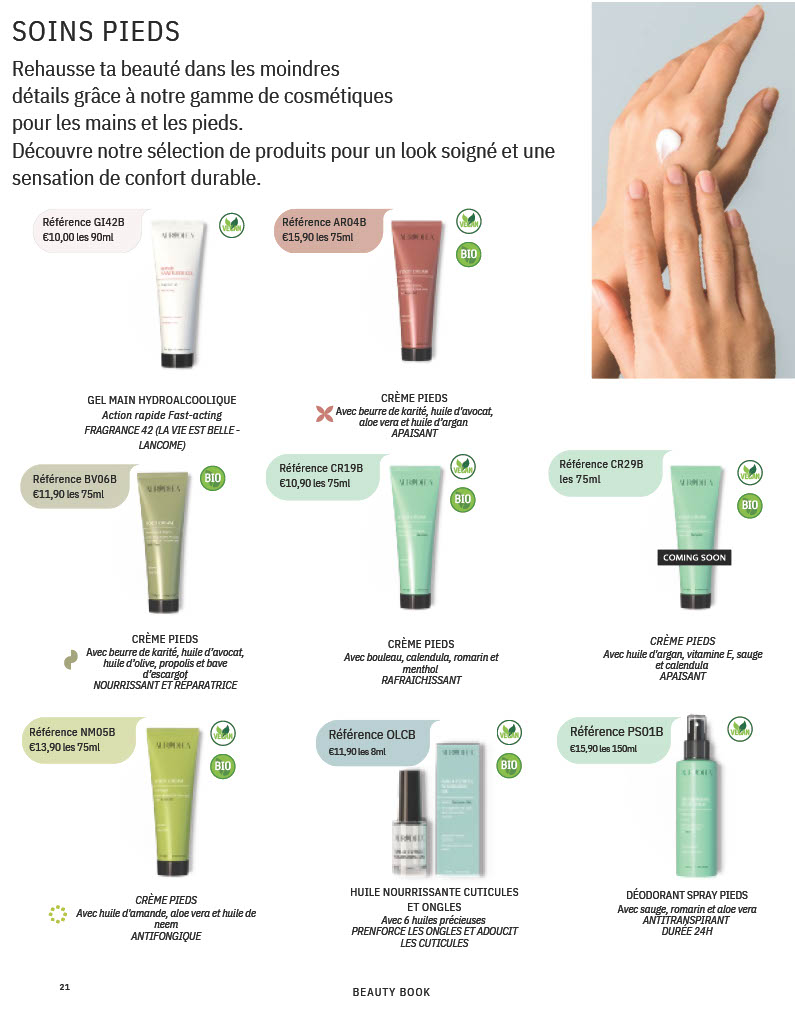 SOINS PIEDS
Rehausse ta beauté dans les moindres
détails grâce à notre gamme de cosmétiques
pour les mains et les pieds.
Découvre notre sélection de produits pour un look soigné et une
sensation de confort durable.
Référence GI42B
€10,00 les 90ml
VEGAN
GEL MAIN HYDROALCOOLIQUE
Action rapide Fast-acting
FRAGRANCE 42 (LA VIE EST BELLE -
LANCOME)
Référence AR04B
€15,90 les 75ml
VEGAN
BIO
FOOT CREAM
CRÈME PIEDS
Avec beurre de karité, huile d'avocat,
aloe vera et huile d'argan
APAISANT
Référence BV06B
€11,90 les 75ml
BIO
FOOT CREAM
CRÈME PIEDS
Avec beurre de karité, huile d'avocat,
huile d'olive, propolis et bave
d'escargot
NOURRISSANT ET RÉPARATRICE
Référence CR19B
€10,90 les 75ml
VEGAN
BIO
CRÈME PIEDS
Avec bouleau, calendula, romarin et
menthol
RAFRAICHISSANT
Référence CR29B
les 75ml
VEGAN
BIO
COMING SOON
CRÈME PIEDS
Avec huile d'argan, vitamine E, sauge
et calendula
APAISANT
Référence NM05B
€13,90 les 75ml
VEGAN
BIO
FOOT CREAM
CRÈME PIEDS
Avec huile d'amande, aloe vera et huile de
neem
ANTIFONGIQUE
Référence OLCB
€11,90 les 8ml
VEGAN
BIO
HUILE NOURRISSANTE CUTICULES
ET ONGLES
Avec 6 huiles précieuses
PRENFORCE LES ONGLES ET ADOUCIT
LES CUTICULES
Référence PS01B
€15,90 les 150ml
VEGAN
DÉODORANT SPRAY PIEDS
Avec sauge, romarin et aloe vera
ANTITRANSPIRANT
DURÉE 24H
21
BEAUTY BOOK